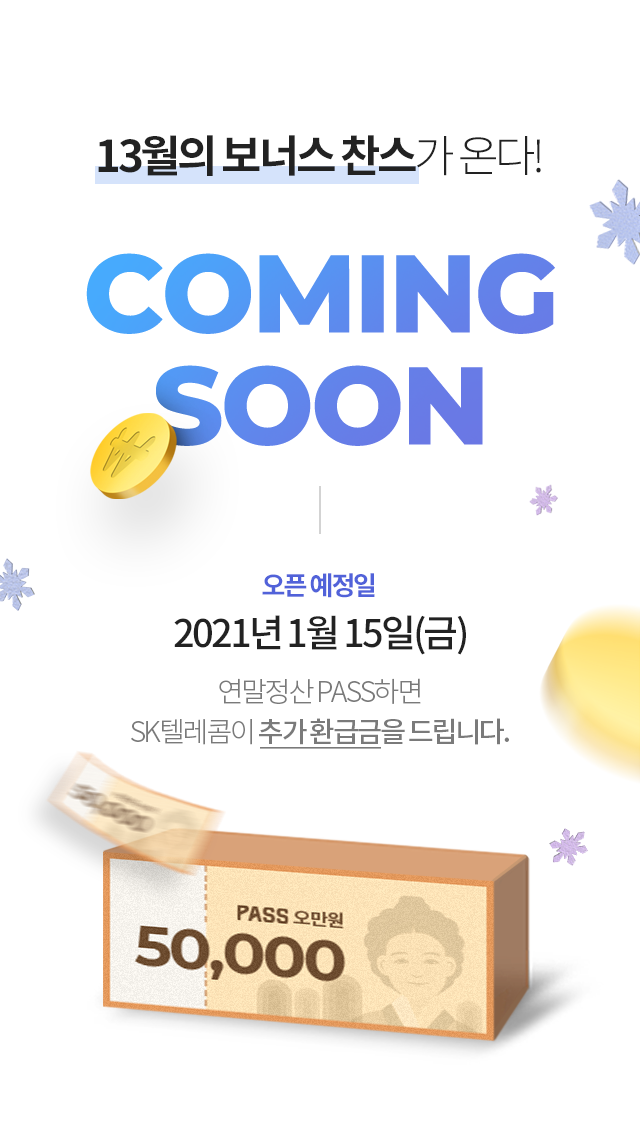 13월의 보너스 찬스가 온다!
COMING
SOON
오픈 예정일
2021년 1월 15일(금)
연말정산 PASS하면
SK텔레콤이 추가 환급금을 드립니다.
50,000
PASS 오만원
50,000